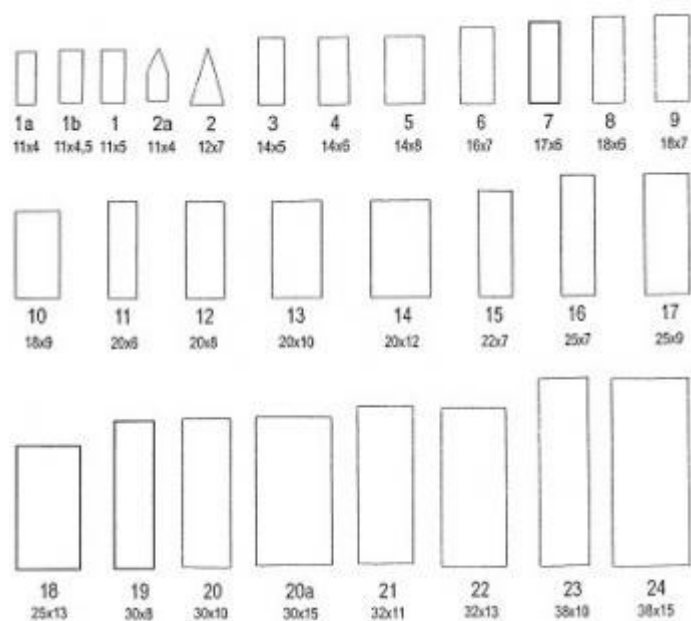 1a 1b 1 2a 2 3 4 5 6 7 8 9
11x4 11x4,5 11x5 11x4 12x7 14x5 14x6 14x8 16x7 17x6 18x6 18x7
10 11 12 13 14 15 16 17
18x9 20x6 20x8 20x10 20x12 22x7 25x7 25x9
18 19 20 20a 21 22 23 24
25x13 30x8 30x10 30x15 32x11 32x13 38x10 38x15